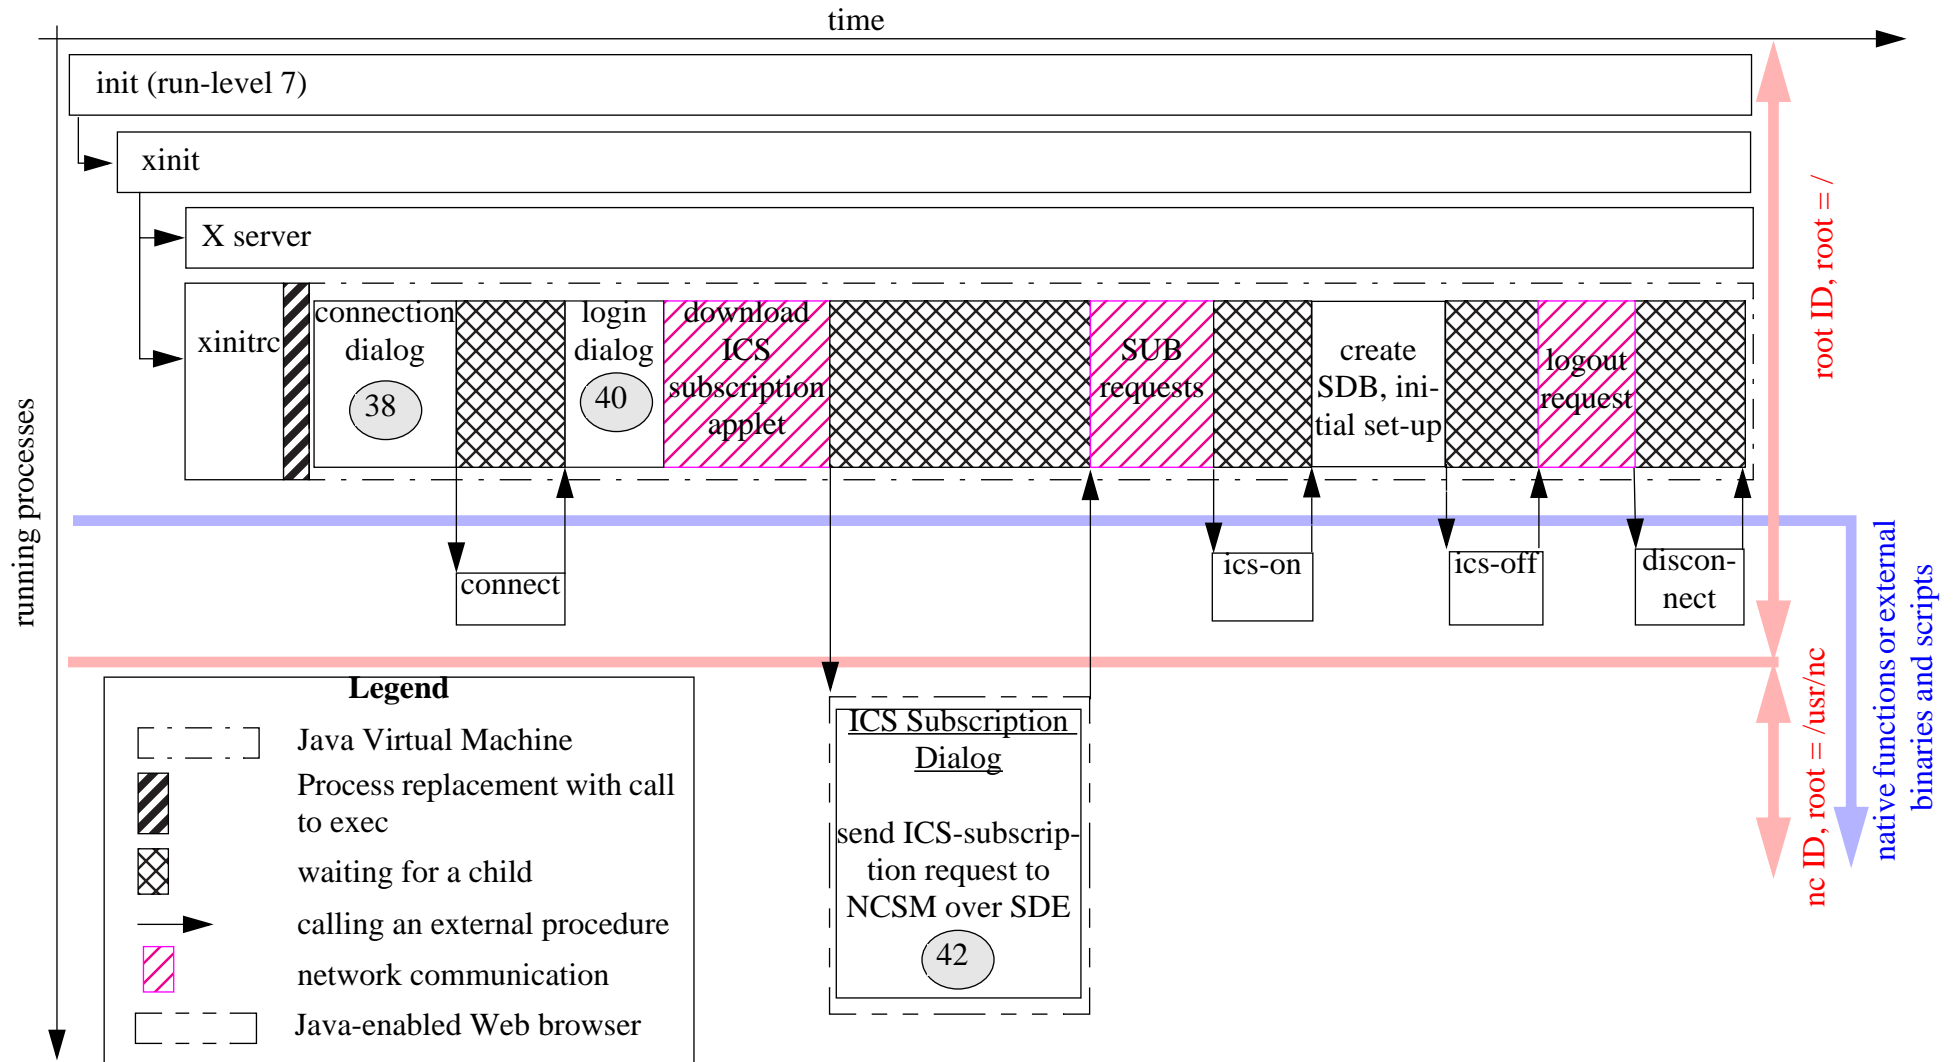 time
init (run-level 7)
xinit
X server
xinitrc
connection
dialog
38
login
dialog
40
download
ICS
subscription
applet
SUB
requests
create
SDB, ini-
tial set-up
logout
request
connect
ics-on
ics-off
discon-
nect
running processes
root ID, root = /
nc ID, root = /usr/nc
native functions or external
binaries and scripts
ICS Subscription
Dialog
send ICS-subscrip-
tion request to
NCSM over SDE
42
Legend
Java Virtual Machine
Process replacement with call
to exec
waiting for a child
calling an external procedure
network communication
Java-enabled Web browser